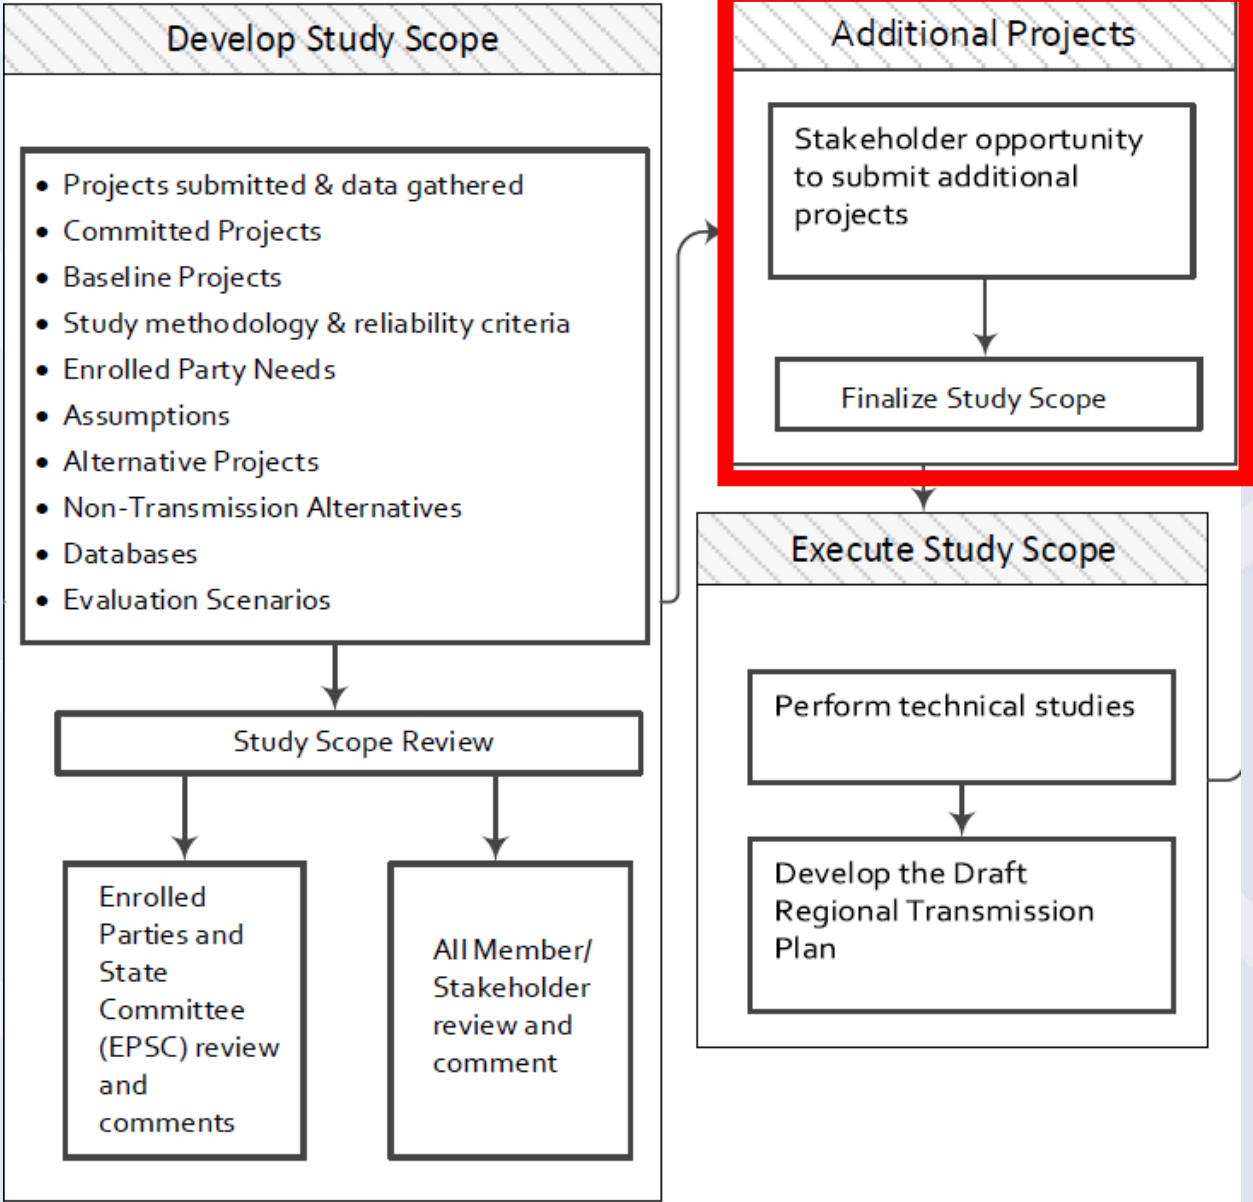 Develop Study Scope
• Projects submitted & data gathered
• Committed Projects
• Baseline Projects
• Study methodology & reliability criteria
• Enrolled Party Needs
• Assumptions
• Alternative Projects
• Non-Transmission Alternatives
• Databases
• Evaluation Scenarios
Study Scope Review
Enrolled
Parties and
State
Committee
(EPSC) review
and
comments
All Member/
Stakeholder
review and
comment
Additional Projects
Stakeholder opportunity
to submit additional
projects
Finalize Study Scope
Execute Study Scope
Perform technical studies
Develop the Draft
Regional Transmission
Plan